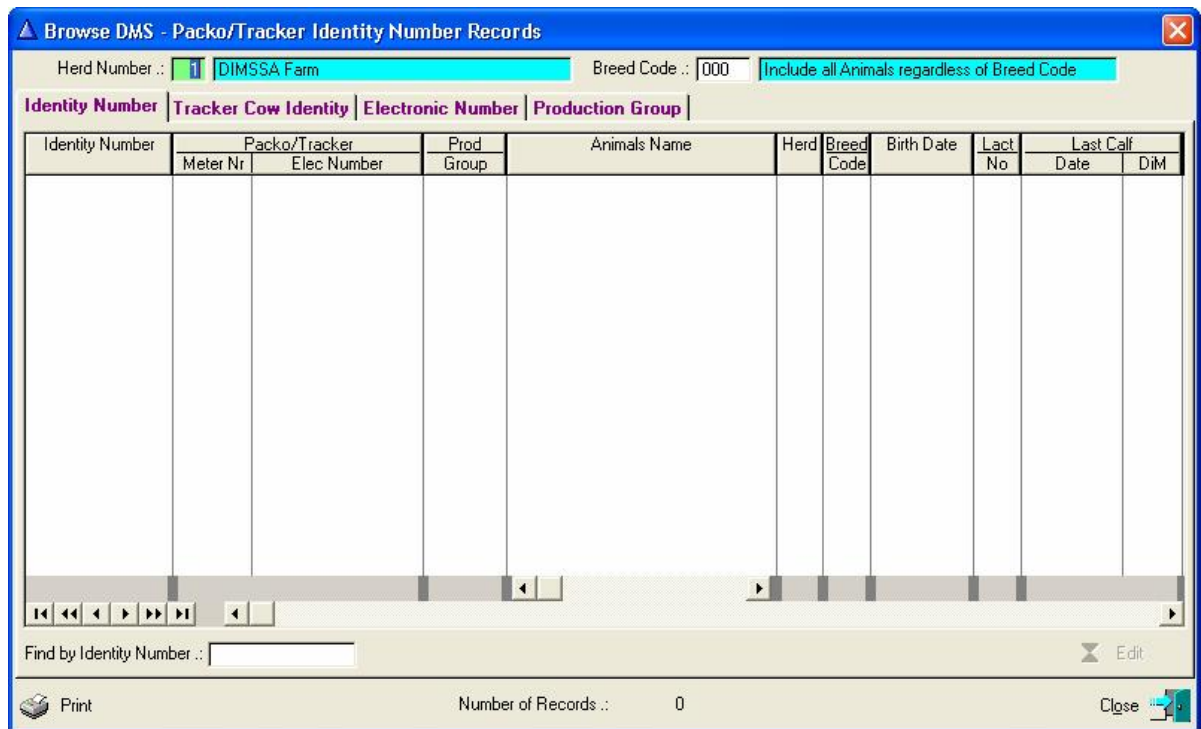 Browse DMS - Packo/Tracker Identity Number Records
Herd Number .: 1 DIMSSA Farm Breed Code .: 000 Include all Animals regardless of Breed Code
Identity Number Tracker Cow Identity Electronic Number Production Group
Identity Number Packo/Tracker Prod Animals Name Herd Breed Birth Date Lact Last Calf
Meter Nr Elec Number Group Code No Date DiM
Find by Identity Number .: Edit
Print Number of Records .: 0 Close